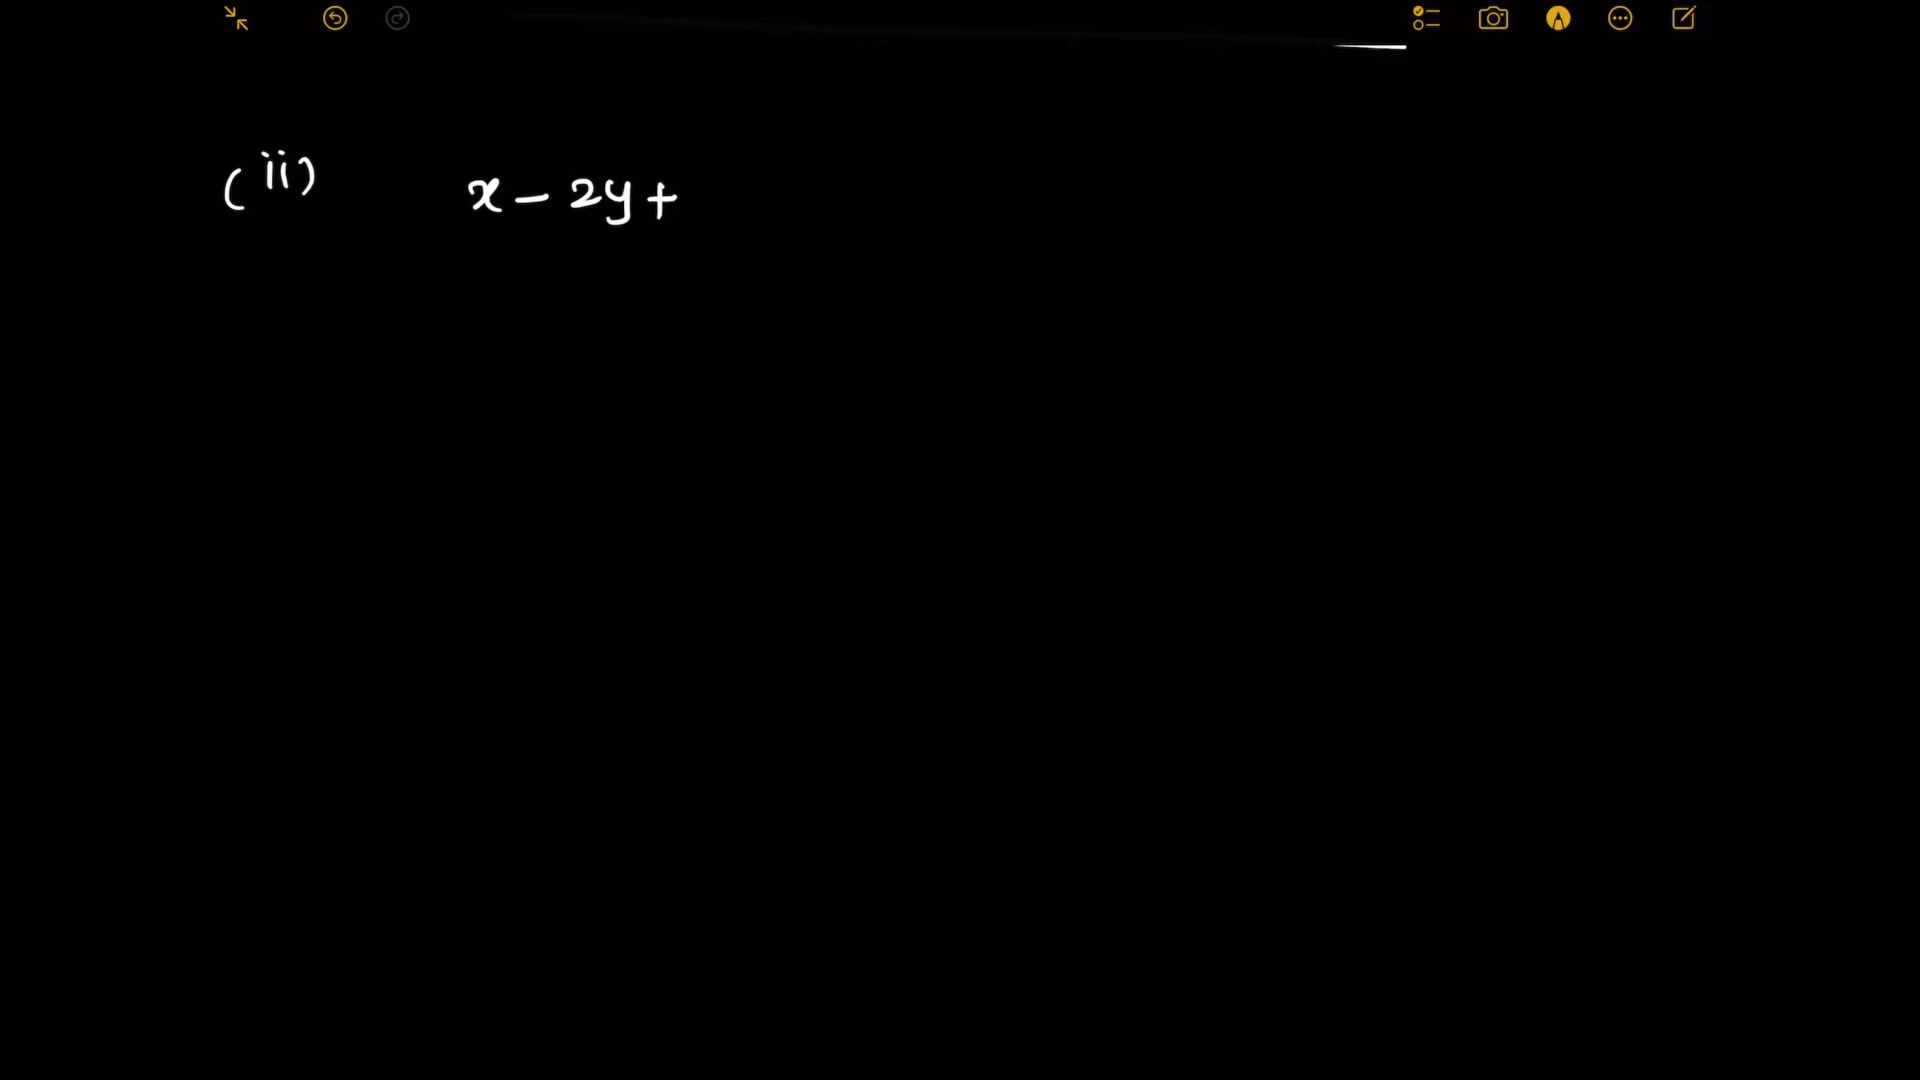 (ii) x - 2y +